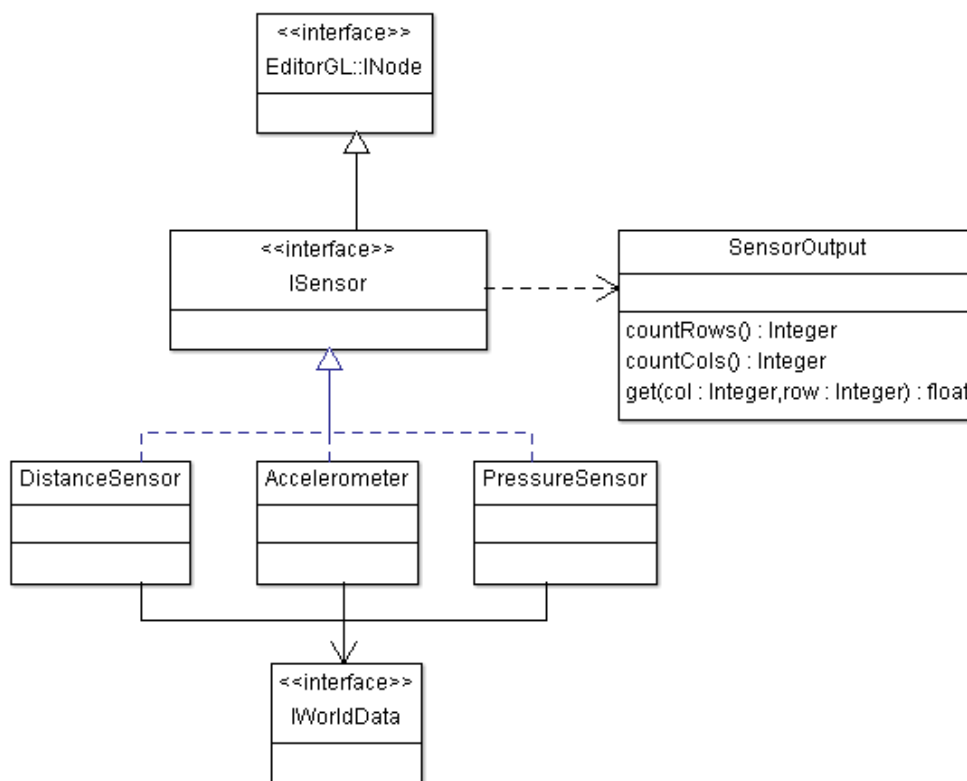 <<interface>>
EditorGL::INode
<<interface>>
ISensor
SensorOutput
countRows() : Integer
countCols() : Integer
get(col : Integer,row : Integer) : float
DistanceSensor
Accelerometer
PressureSensor
<<interface>>
IWorldData